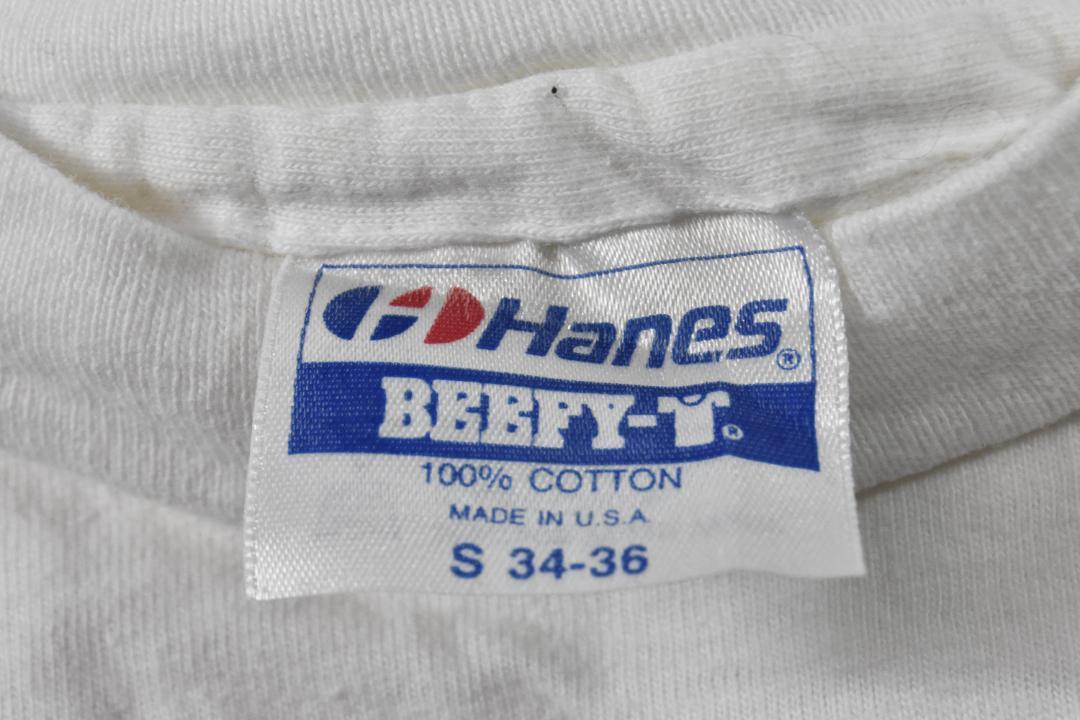 Hanes®
BEEFY-T®
100% COTTON
MADE IN U.S.A.
S 34-36